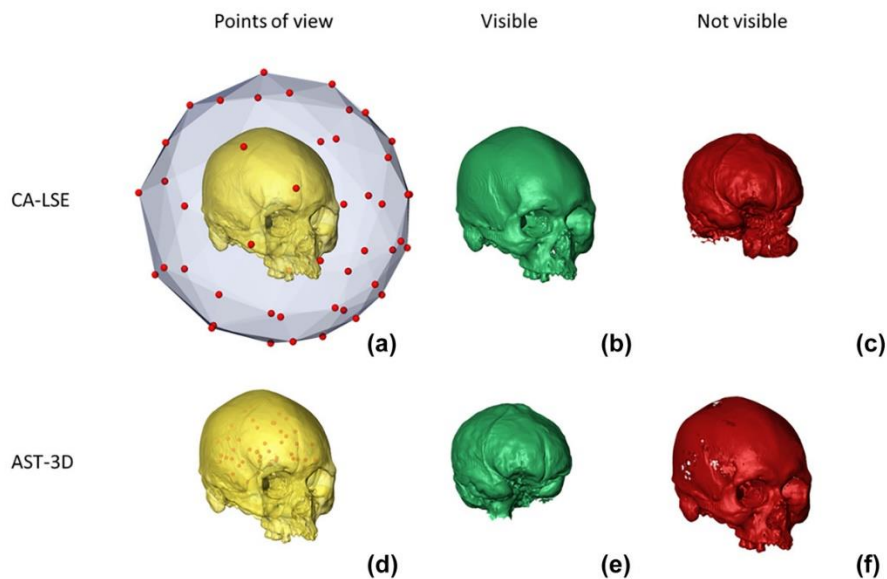 Points of view Visible Not visible
CA-LSE
(a) (b) (c)
AST-3D
(d) (e) (f)